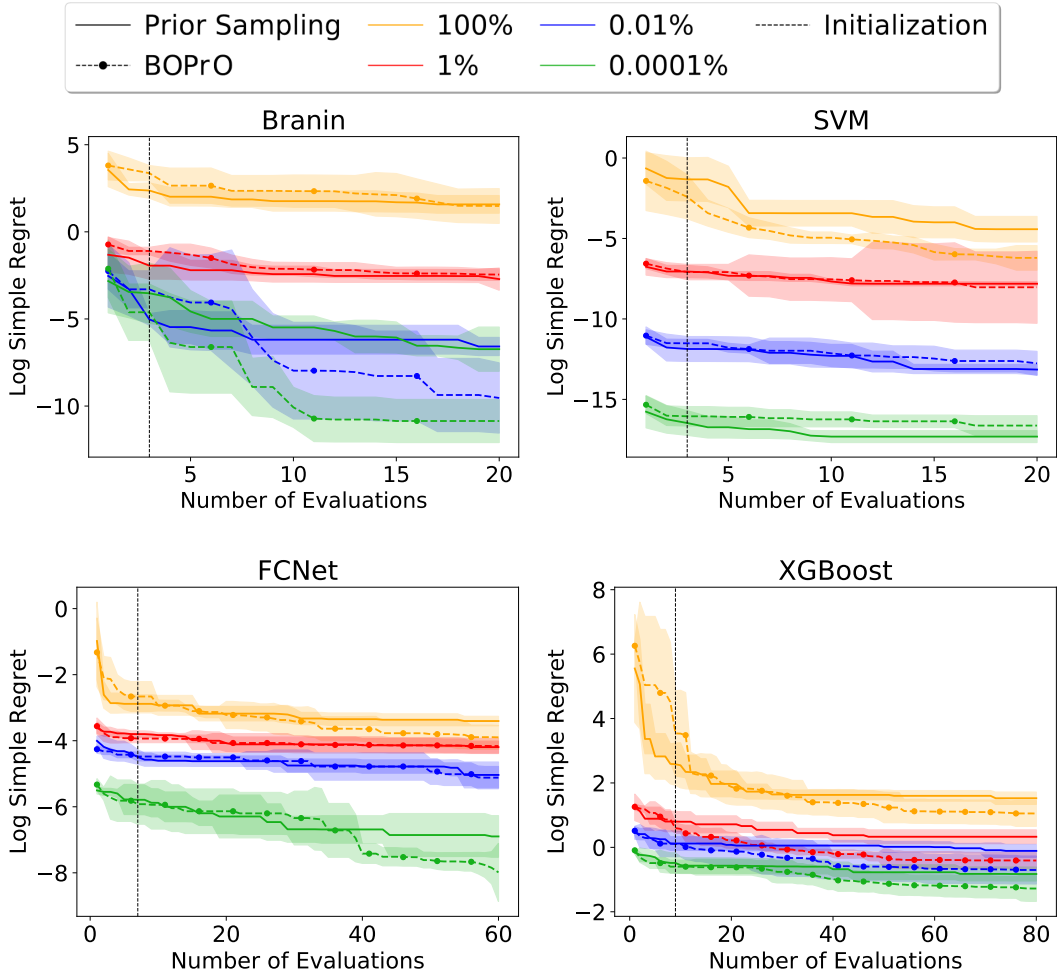 Prior Sampling 100% 0.01% Initialization
BOPrO 1% 0.0001%
Branin
Log Simple Regret
5
0
−5
−10
5 10 15 20
Number of Evaluations
SVM
Log Simple Regret
0
−5
−10
−15
5 10 15 20
Number of Evaluations
FCNet
Log Simple Regret
0
−2
−4
−6
−8
0 20 40 60
Number of Evaluations
XGBoost
Log Simple Regret
8
6
4
2
0
−2
0 20 40 60 80
Number of Evaluations